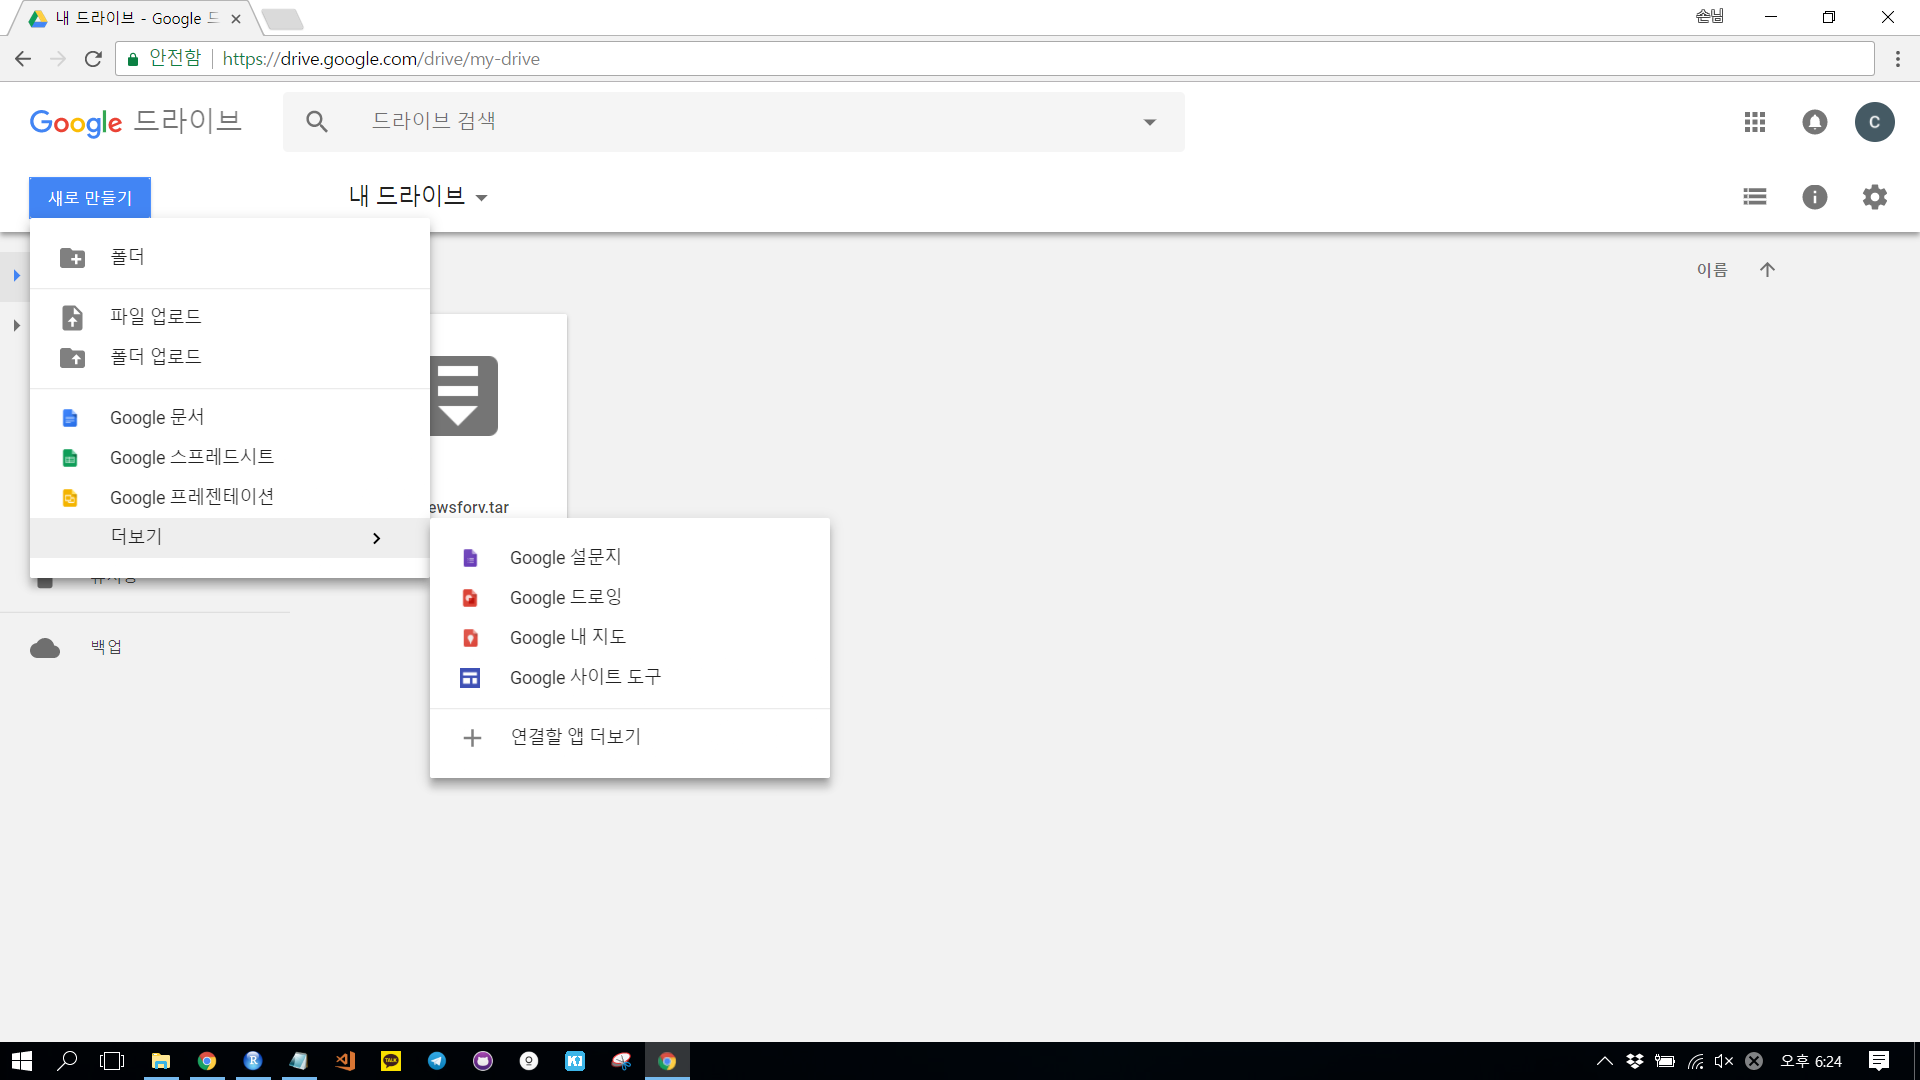 내 드라이브 - Google 드
손님
안전함 | https://drive.google.com/drive/my-drive
Google 드라이브
드라이브 검색
C
새로 만들기
내 드라이브
폴더
이름
파일 업로드
폴더 업로드
Google 문서
Google 스프레드시트
Google 프레젠테이션
ewsforv.tar
더보기
Google 설문지
Google 드로잉
Google 내 지도
백업
Google 사이트 도구
연결할 앱 더보기
TALK
오후 6:24